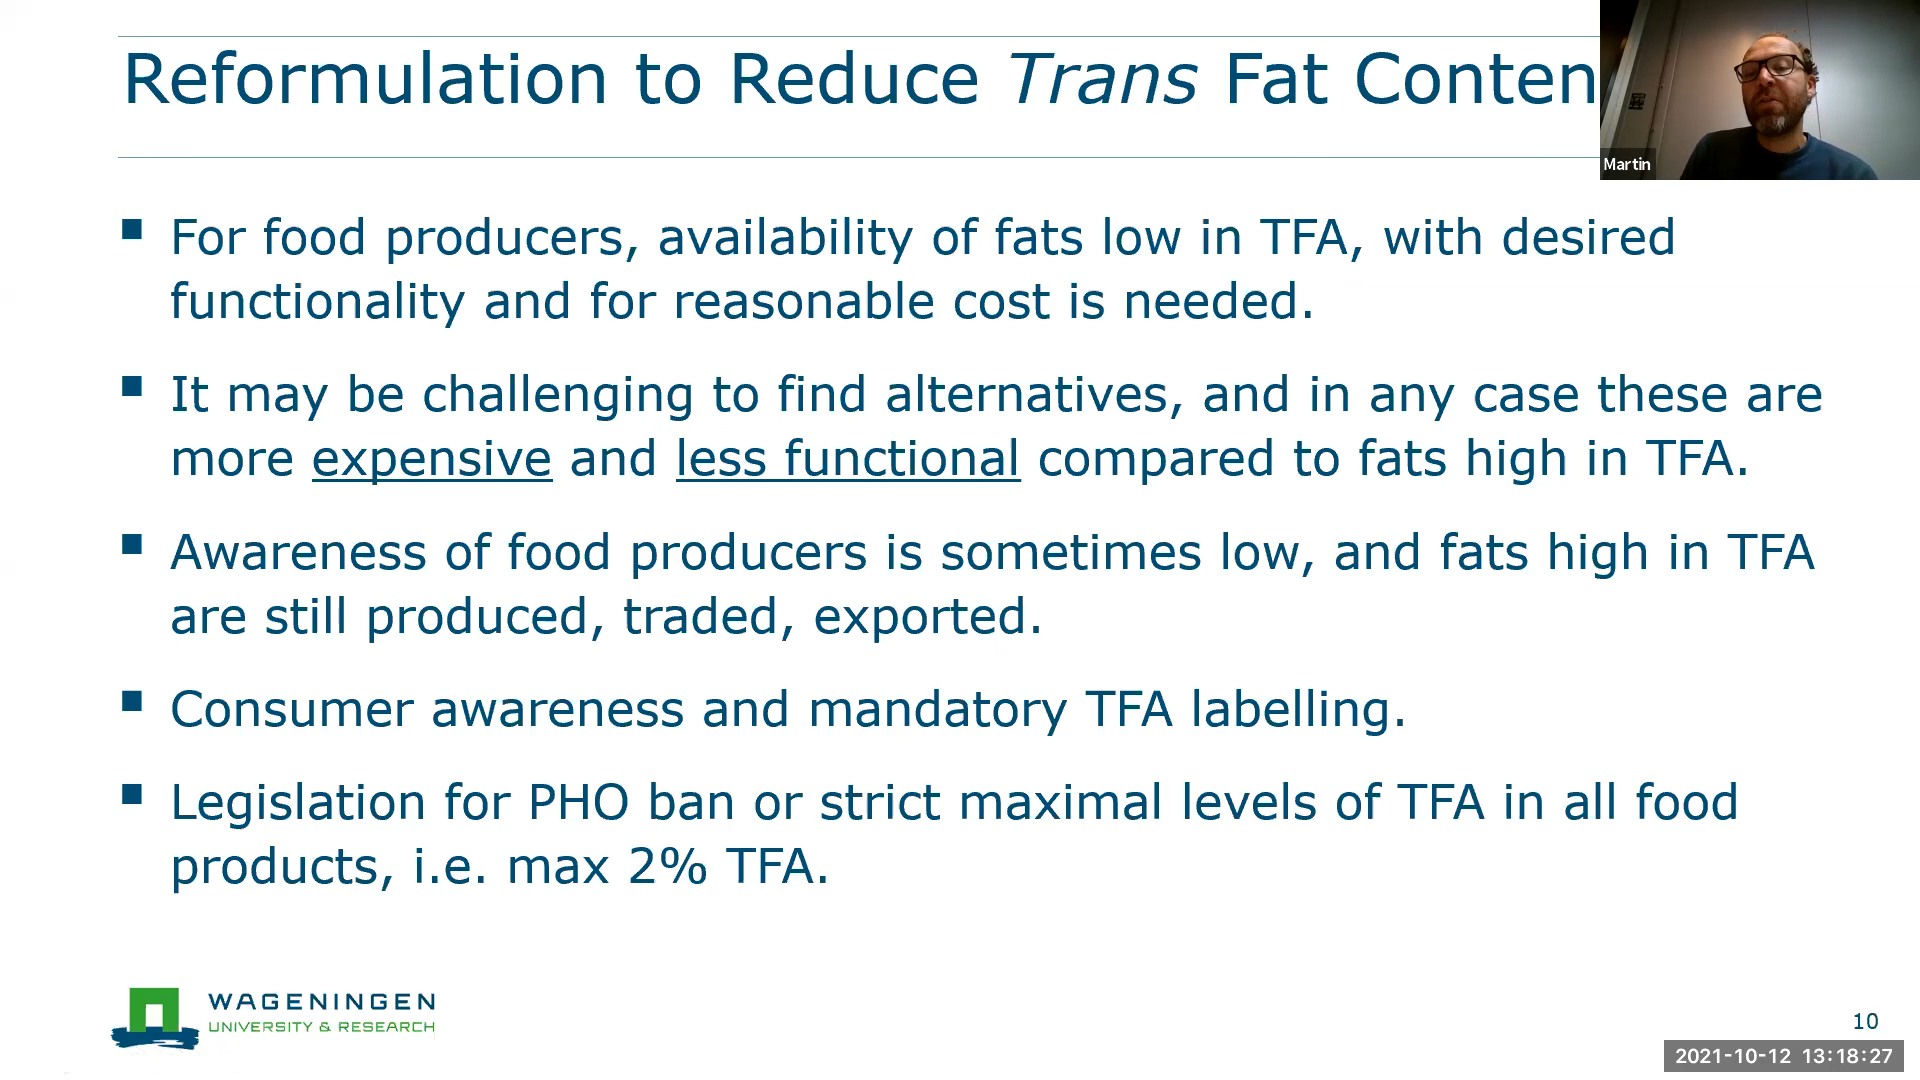 Reformulation to Reduce Trans Fat Conten
Martin
For food producers, availability of fats low in TFA, with desired
functionality and for reasonable cost is needed.
It may be challenging to find alternatives, and in any case these are
more expensive and less functional compared to fats high in TFA.
Awareness of food producers is sometimes low, and fats high in TFA
are still produced, traded, exported.
Consumer awareness and mandatory TFA labelling.
Legislation for PHO ban or strict maximal levels of TFA in all food
products, i.e. max 2% TFA.
WAGENINGEN
UNIVERSITY & RESEARCH
10
2021-10-12 13:18:27